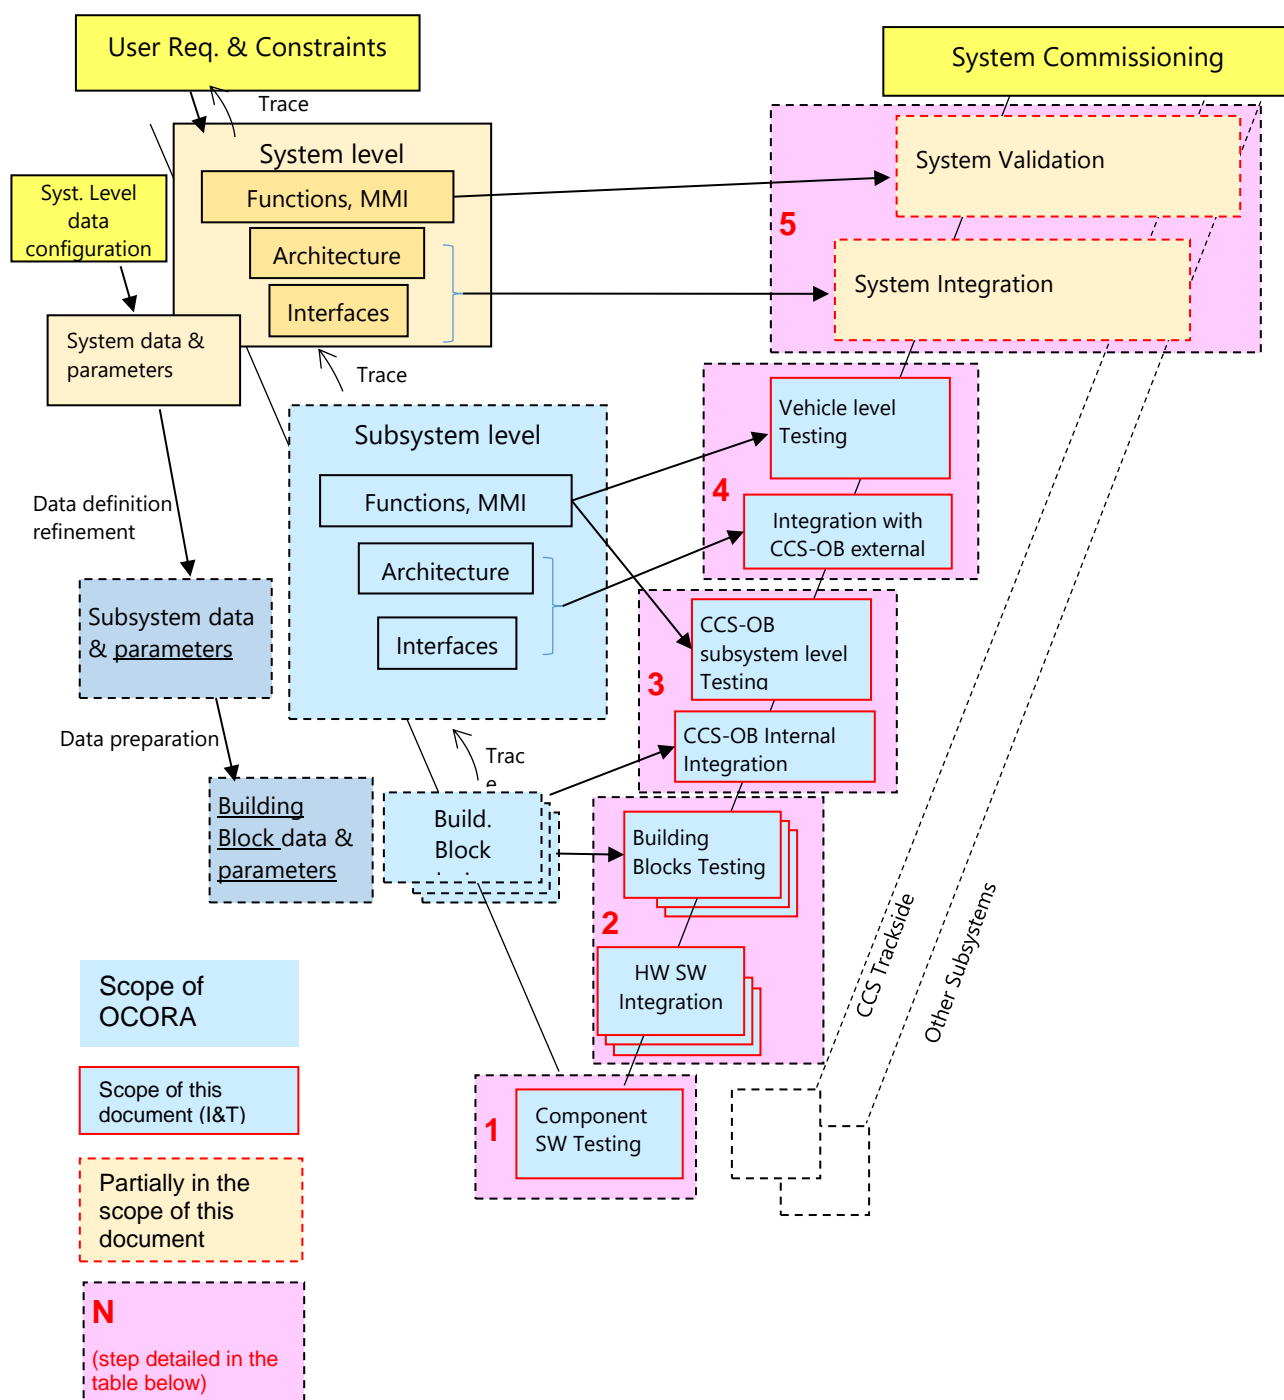 User Req. & Constraints
System Commissioning
Trace
System level
Functions, MMI
Architecture
Interfaces
Syst. Level
data
configuration
System data &
parameters
System Validation
5
System Integration
Trace
Subsystem level
Functions, MMI
Architecture
Interfaces
Vehicle level
Testing
4
Integration with
CCS-OB external
Data definition
refinement
Subsystem data
& parameters
CCS-OB
subsystem level
Testing
3
CCS-OB Internal
Integration
Data preparation
Trac
e
Building
Block data &
parameters
Build.
Block
Building
Blocks Testing
2
HW SW
Integration
1
Component
SW Testing
CCS Trackside
Other Subsystems
Scope of
OCORA
Scope of this
document (I&T)
Partially in the
scope of this
document
N
(step detailed in the
table below)